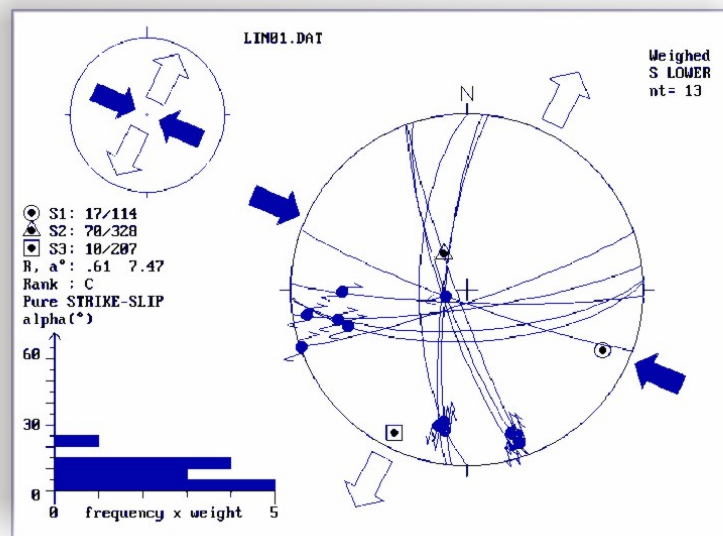 LIN01.DAT
Weighed
S LOWER
nt= 13
N
S1: 17/114
S2: 70/328
S3: 10/207
R, a°: .61 7.47
Rank : C
Pure STRIKE-SLIP
alpha(°)
60
30
0
0 frequency x weight 5